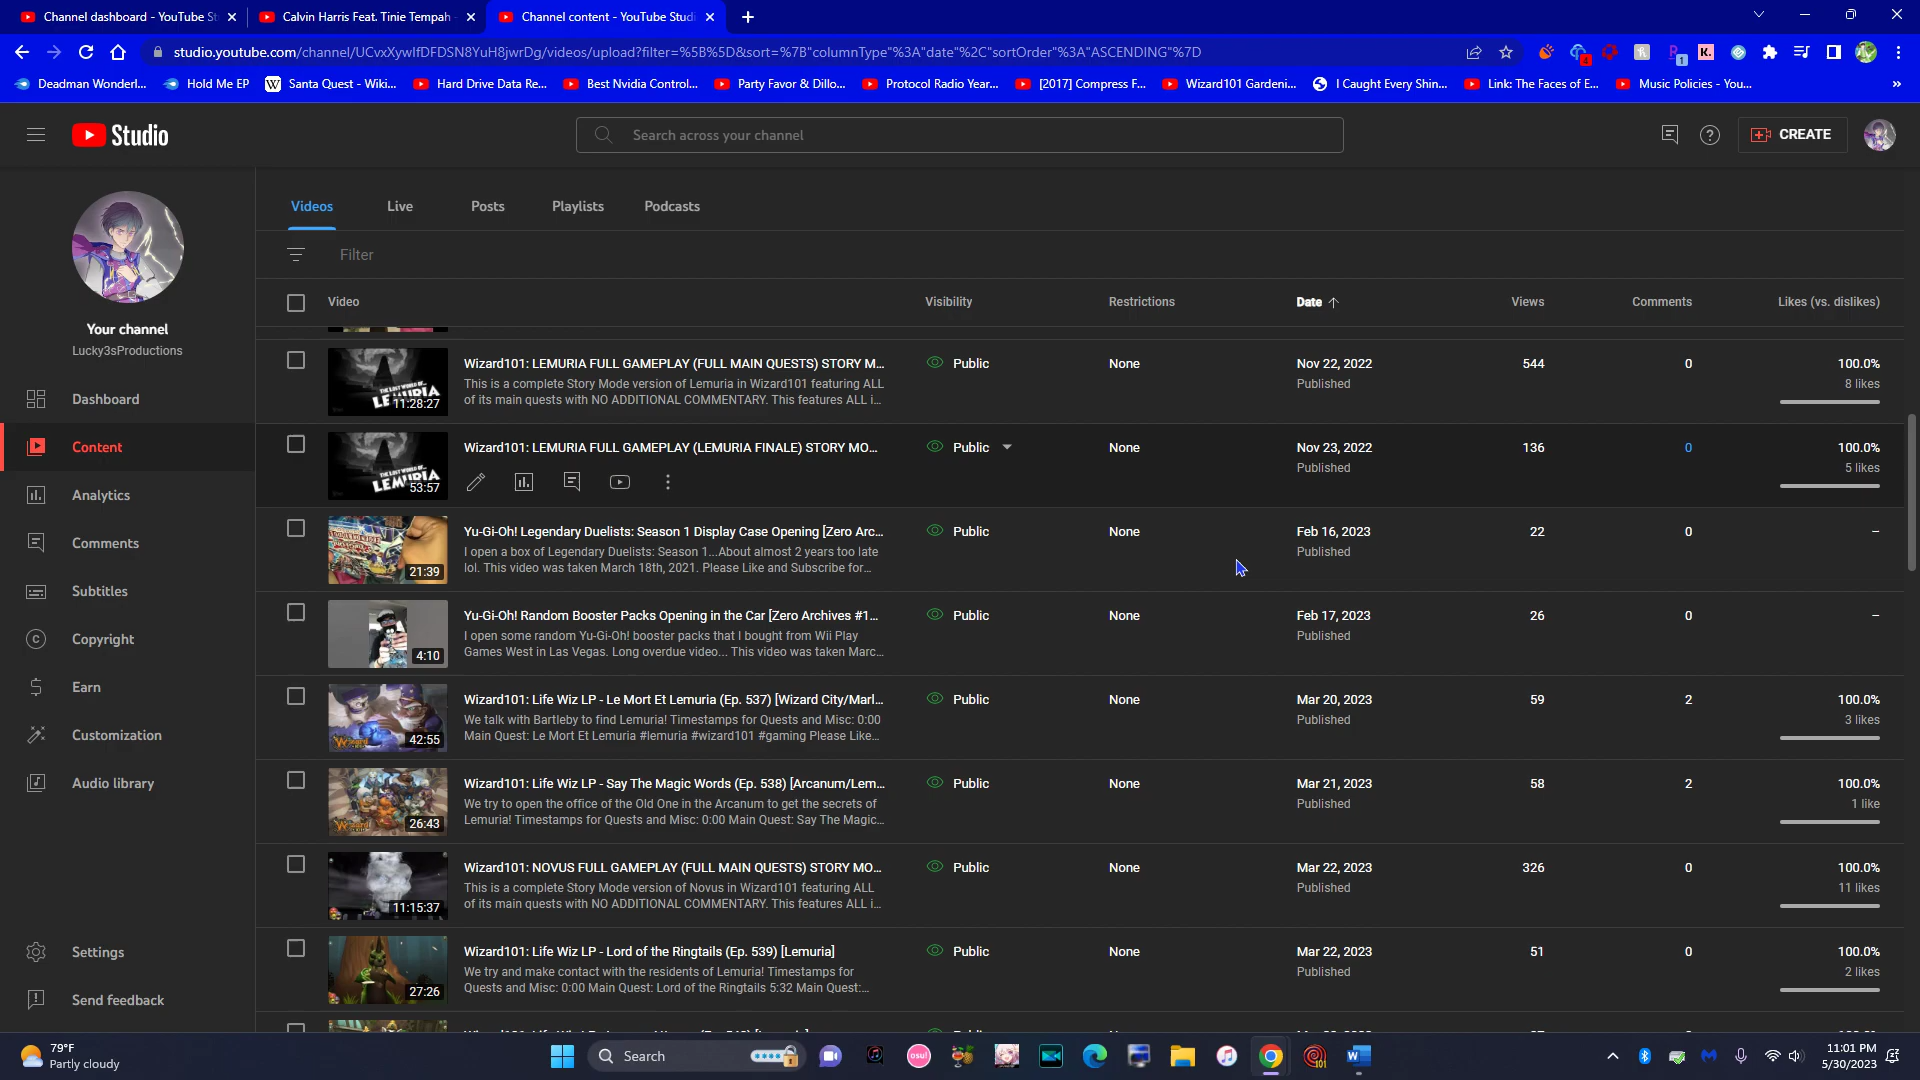 Channel dashboard - YouTube St
Calvin Harris Feat. Tinie Tempah -
Channel content - YouTube Studi
studio.youtube.com/channel/UCvxXywIfDFDSN8YuH8jwrDg/videos/upload?filter=%5B%5D&sort=%7B"columnType"%3A"date"%2C"sortOrder"%3A"ASCENDING"%7D
Deadman Wonderl...
Hold Me EP
Santa Quest - Wiki...
Hard Drive Data Re...
Best Nvidia Control...
Party Favor & Dillo...
Protocol Radio Year...
[2017] Compress F...
Wizard101 Gardeni...
I Caught Every Shin...
Link: The Faces of E...
Music Policies - You...
Studio
Search across your channel
CREATE
Your channel
Lucky3sProductions
Dashboard
Content
Analytics
Comments
Subtitles
Copyright
Earn
Customization
Audio library
Settings
Send feedback
Videos Live Posts Playlists Podcasts
Filter
Video Visibility Restrictions Date Views Comments Likes (vs. dislikes)
THE LOST WORLD OF...
11:28:27
Wizard101: LEMURIA FULL GAMEPLAY (FULL MAIN QUESTS) STORY M...
This is a complete Story Mode version of Lemuria in Wizard101 featuring ALL
of its main quests with NO ADDITIONAL COMMENTARY. This features ALL i...
Public None Nov 22, 2022 544 0 100.0%
Published 8 likes
THE LOST WORLD OF...
53:57
Wizard101: LEMURIA FULL GAMEPLAY (LEMURIA FINALE) STORY MO...
Public None Nov 23, 2022 136 0 100.0%
Published 5 likes
21:39
Yu-Gi-Oh! Legendary Duelists: Season 1 Display Case Opening [Zero Arc...
I open a box of Legendary Duelists: Season 1...About almost 2 years too late
lol. This video was taken March 18th, 2021. Please Like and Subscribe for...
Public None Feb 16, 2023 22 0 –
Published
4:10
Yu-Gi-Oh! Random Booster Packs Opening in the Car [Zero Archives #1...
I open some random Yu-Gi-Oh! booster packs that I bought from Wii Play
Games West in Las Vegas. Long overdue video... This video was taken Marc...
Public None Feb 17, 2023 26 0 –
Published
42:55
Wizard101: Life Wiz LP - Le Mort Et Lemuria (Ep. 537) [Wizard City/Marl...
We talk with Bartleby to find Lemuria! Timestamps for Quests and Misc: 0:00
Main Quest: Le Mort Et Lemuria #lemuria #wizard101 #gaming Please Like...
Public None Mar 20, 2023 59 2 100.0%
Published 3 likes
26:43
Wizard101: Life Wiz LP - Say The Magic Words (Ep. 538) [Arcanum/Lem...
We try to open the office of the Old One in the Arcanum to get the secrets of
Lemuria! Timestamps for Quests and Misc: 0:00 Main Quest: Say The Magic...
Public None Mar 21, 2023 58 2 100.0%
Published 1 like
11:15:37
Wizard101: NOVUS FULL GAMEPLAY (FULL MAIN QUESTS) STORY MO...
This is a complete Story Mode version of Novus in Wizard101 featuring ALL
of its main quests with NO ADDITIONAL COMMENTARY. This features ALL i...
Public None Mar 22, 2023 326 0 100.0%
Published 11 likes
27:26
Wizard101: Life Wiz LP - Lord of the Ringtails (Ep. 539) [Lemuria]
We try and make contact with the residents of Lemuria! Timestamps for
Quests and Misc: 0:00 Main Quest: Lord of the Ringtails 5:32 Main Quest:...
Public None Mar 22, 2023 51 0 100.0%
Published 2 likes
79°F
Partly cloudy
Search
osu!
101
11:01 PM
5/30/2023